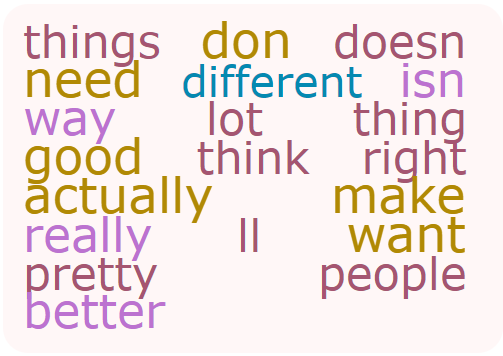 things don doesn
need different isn
way lot thing
good think right
actually make
really ll want
pretty people
better